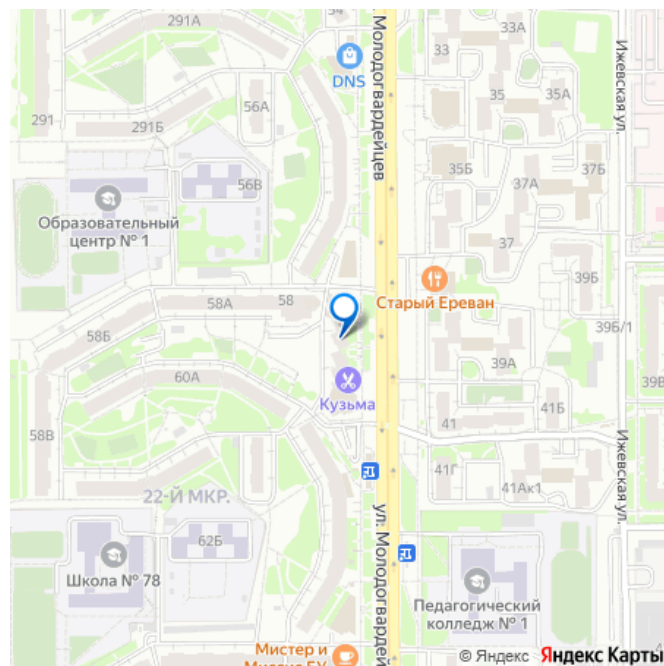 291А
54
33А
33
Ижевская ул.
DNS
Молодогвардейцев
35
35А
291
291Б
56А
35Б
37Б
56В
37А
Образовательный
центр № 1
37
39Б
58А
58
Старый Ереван
58Б
39Б/1
39А
60А
39В
Кузьма
41Б
58В
41
Ижевская ул.
41Г
41Ак1
22-Й МКР.
ул. Молодогвардей
62Б
Школа № 78
Педагогический
колледж № 1
Мистер и
© Яндекс Яндекс Карты